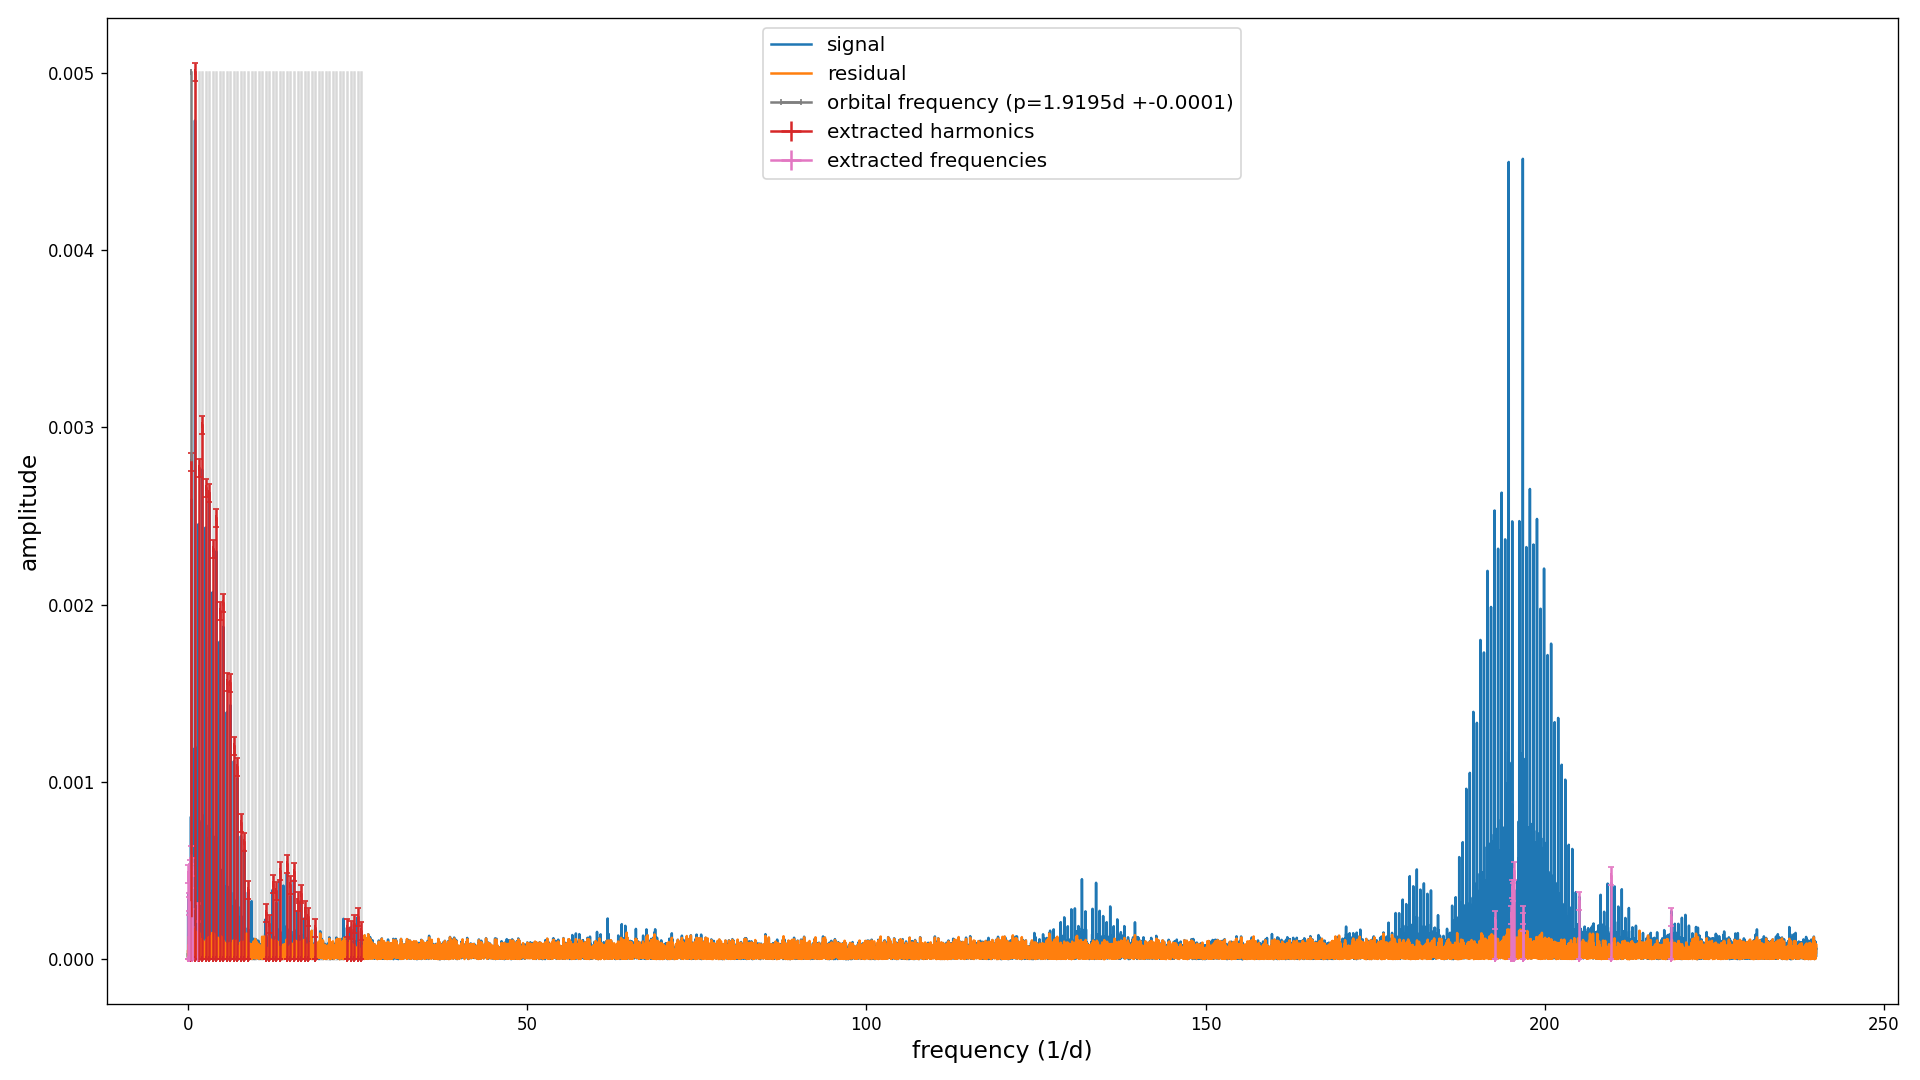 signal
residual
orbital frequency (p=1.9195d +-0.0001)
extracted harmonics
extracted frequencies
0.005
0.004
0.003
0.002
0.001
0.000
amplitude
0
50
100
150
200
250
frequency (1/d)